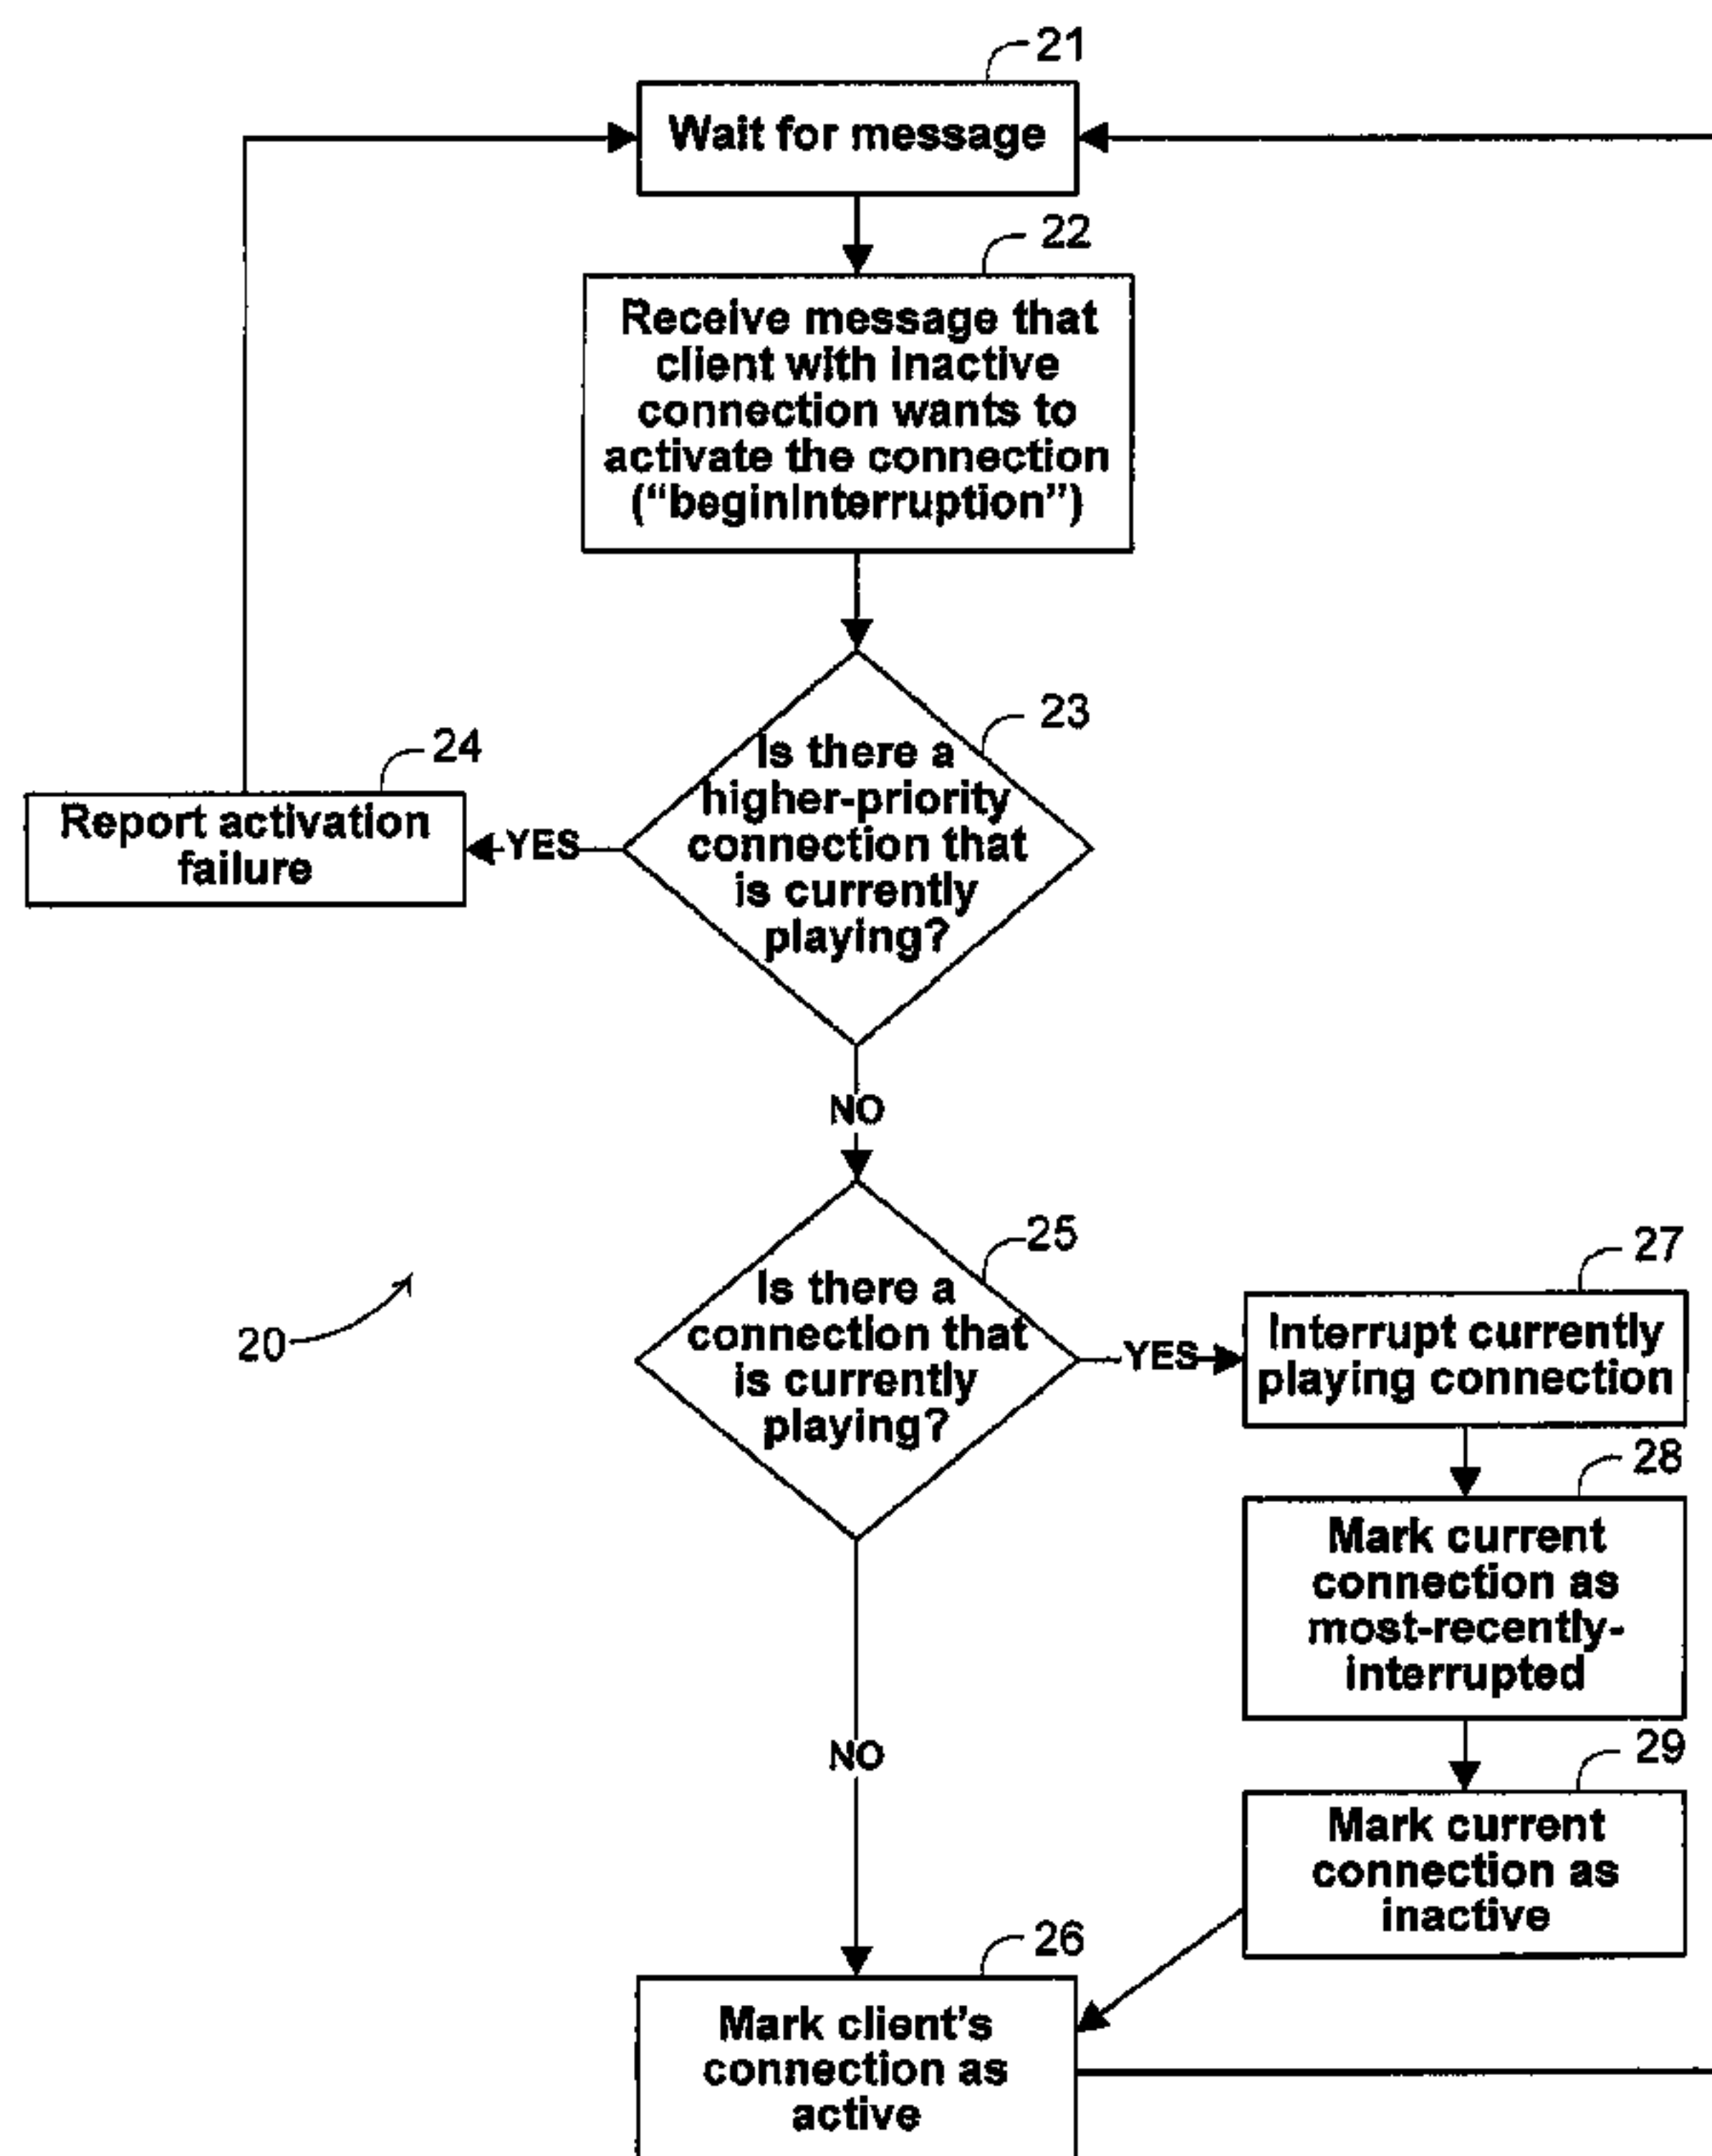 21
Wait for message
22
Receive message that
client with inactive
connection wants to
activate the connection
(“beginInterruption”)
23
Is there a
higher-priority
connection that
is currently
playing?
YES
24
Report activation
failure
NO
25
Is there a
connection that
is currently
playing?
YES
27
Interrupt currently
playing connection
28
Mark current
connection as
most-recently-
interrupted
29
Mark current
connection as
inactive
NO
20
26
Mark client’s
connection as
active